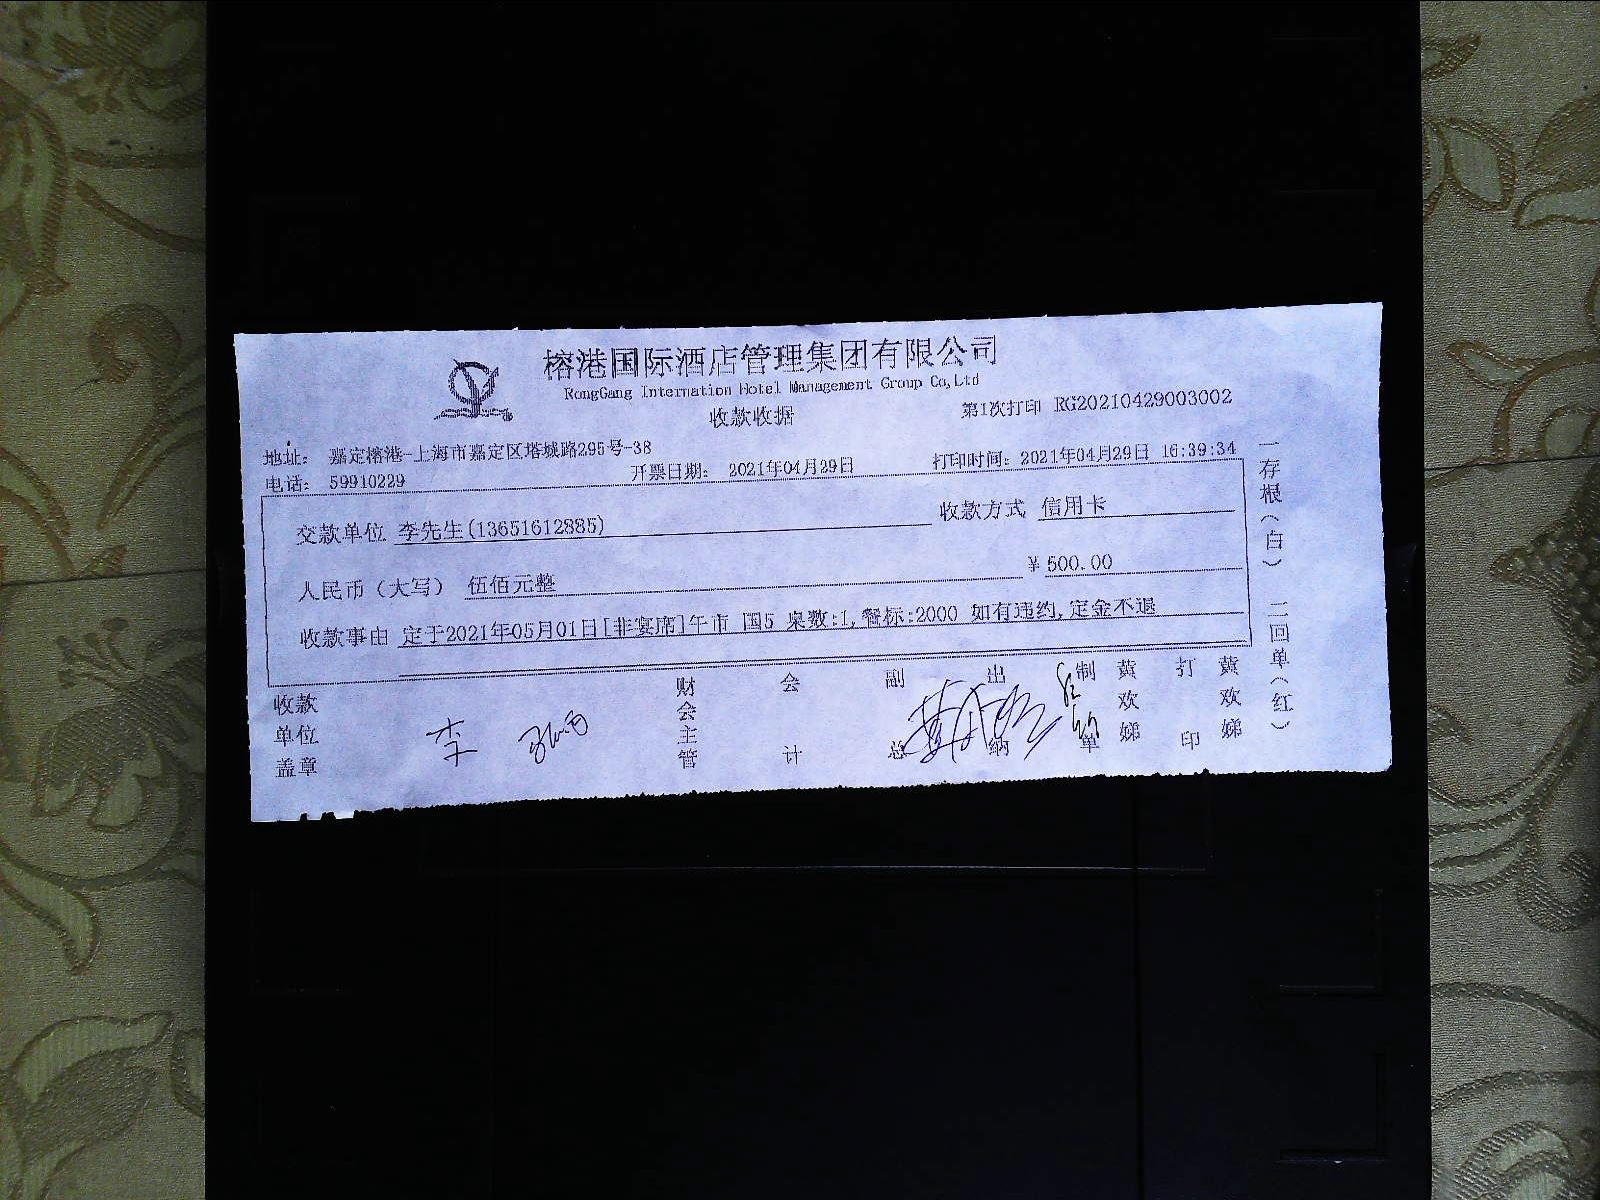 榕港国际酒店管理集团有限公司
RongGang Internation Hotel Management Group Co,Ltd
收款收据
第1次打印 RG20210429003002
地址: 嘉定榕港-上海市嘉定区塔城路295号-38
电话: 59910229
开票日期: 2021年04月29日
打印时间: 2021年04月29日 16:39:34
交款单位 李先生(13651612885)
收款方式 信用卡
人民币(大写) 伍佰元整
¥500.00
收款事由 定于2021年05月01日[非宴席]午市 国5 桌数:1,餐标:2000 如有违约,定金不退
收款单位盖章
李
财会主管
会计
副总
出纳
制单
黄欢娣
打印
黄欢娣
一存根(白) 二回单(红)